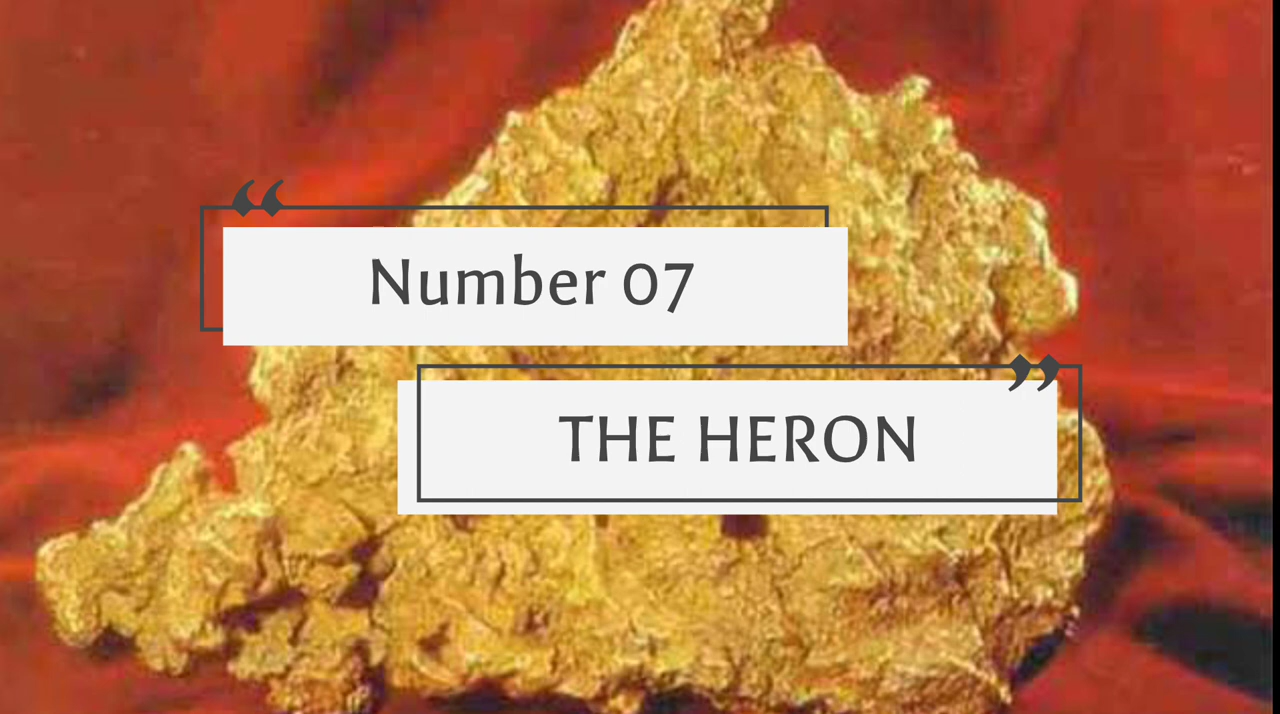 “
Number 07
THE HERON
”